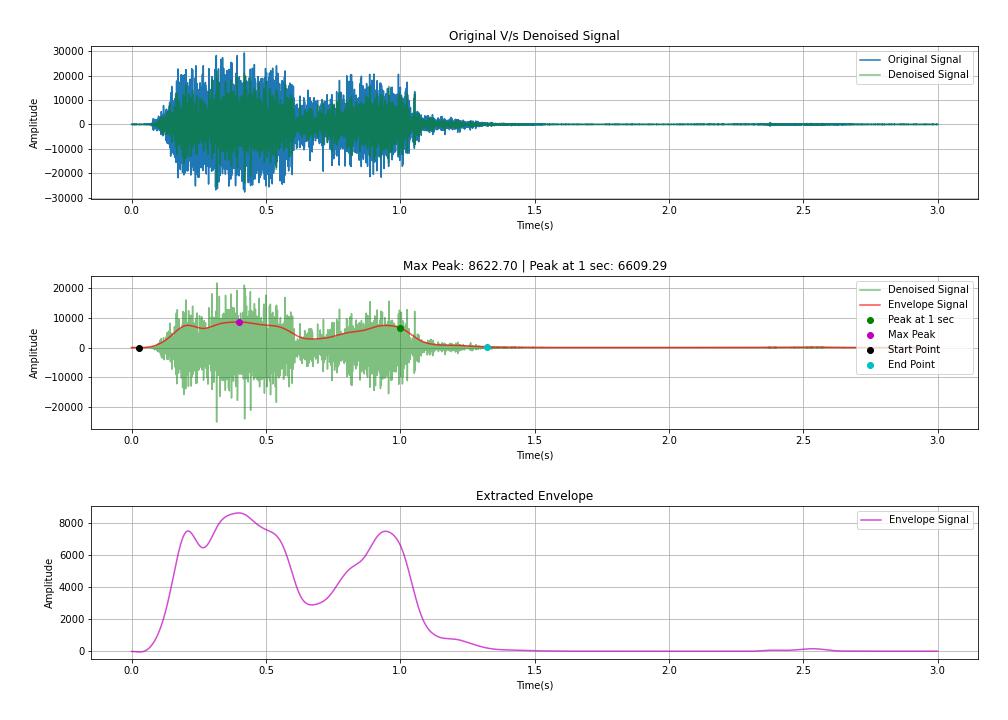 Original V/s Denoised Signal
30000
20000
10000
0
−10000
−20000
−30000
Amplitude
Original Signal
Denoised Signal
0.0 0.5 1.0 1.5 2.0 2.5 3.0
Time(s)
Max Peak: 8622.70 | Peak at 1 sec: 6609.29
20000
10000
0
−10000
−20000
Amplitude
Denoised Signal
Envelope Signal
Peak at 1 sec
Max Peak
Start Point
End Point
0.0 0.5 1.0 1.5 2.0 2.5 3.0
Time(s)
Extracted Envelope
8000
6000
4000
2000
0
Amplitude
Envelope Signal
0.0 0.5 1.0 1.5 2.0 2.5 3.0
Time(s)